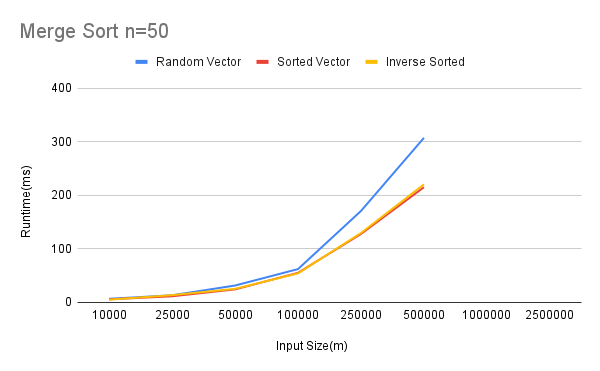 Merge Sort n=50
Random Vector Sorted Vector Inverse Sorted
400
300
200
100
0
Runtime(ms)
10000 25000 50000 100000 250000 500000 1000000 2500000
Input Size(m)